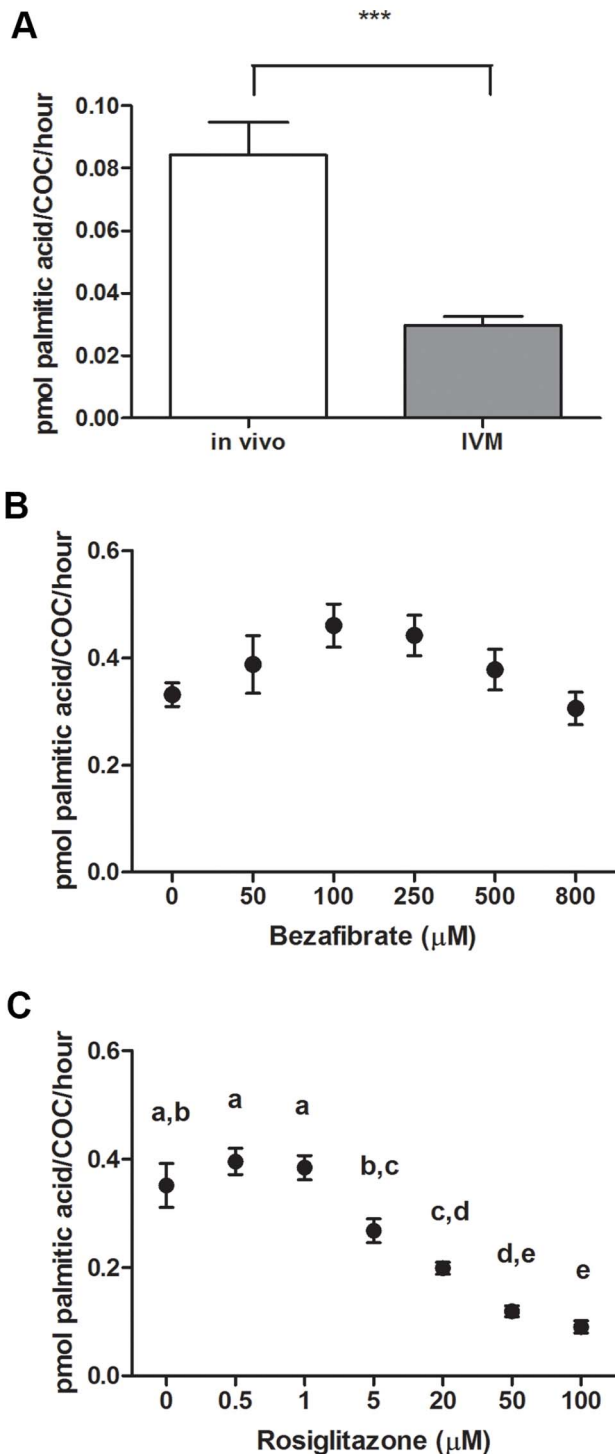 A
***
pmol palmitic acid/COC/hour
0.10
0.08
0.06
0.04
0.02
0.00
in vivo IVM
B
pmol palmitic acid/COC/hour
0.6
0.4
0.2
0.0
0 50 100 250 500 800
Bezafibrate (μM)
C
pmol palmitic acid/COC/hour
0.6
0.4
0.2
0.0
a,b a a b,c c,d d,e e
0 0.5 1 5 20 50 100
Rosiglitazone (μM)